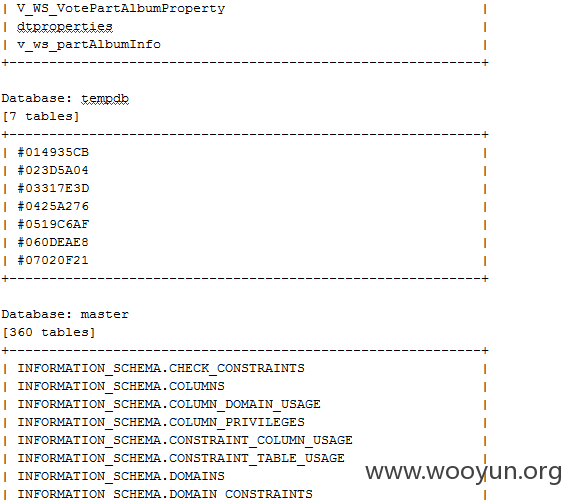 | V_WS_VotePartAlbumProperty |
| dtproperties |
| v_ws_partAlbumInfo |
+-----------------------------------------------------------+
Database: tempdb
[7 tables]
+-----------------------------------------------------------+
| #014935CB |
| #023D5A04 |
| #03317E3D |
| #0425A276 |
| #0519C6AF |
| #060DEAE8 |
| #07020F21 |
+-----------------------------------------------------------+
Database: master
[360 tables]
+-----------------------------------------------------------+
| INFORMATION_SCHEMA.CHECK_CONSTRAINTS |
| INFORMATION_SCHEMA.COLUMNS |
| INFORMATION_SCHEMA.COLUMN_DOMAIN_USAGE |
| INFORMATION_SCHEMA.COLUMN_PRIVILEGES |
| INFORMATION_SCHEMA.CONSTRAINT_COLUMN_USAGE |
| INFORMATION_SCHEMA.CONSTRAINT_TABLE_USAGE |
| INFORMATION_SCHEMA.DOMAINS |
| INFORMATION_SCHEMA.DOMAIN_CONSTRAINTS |
www.wooyun.org